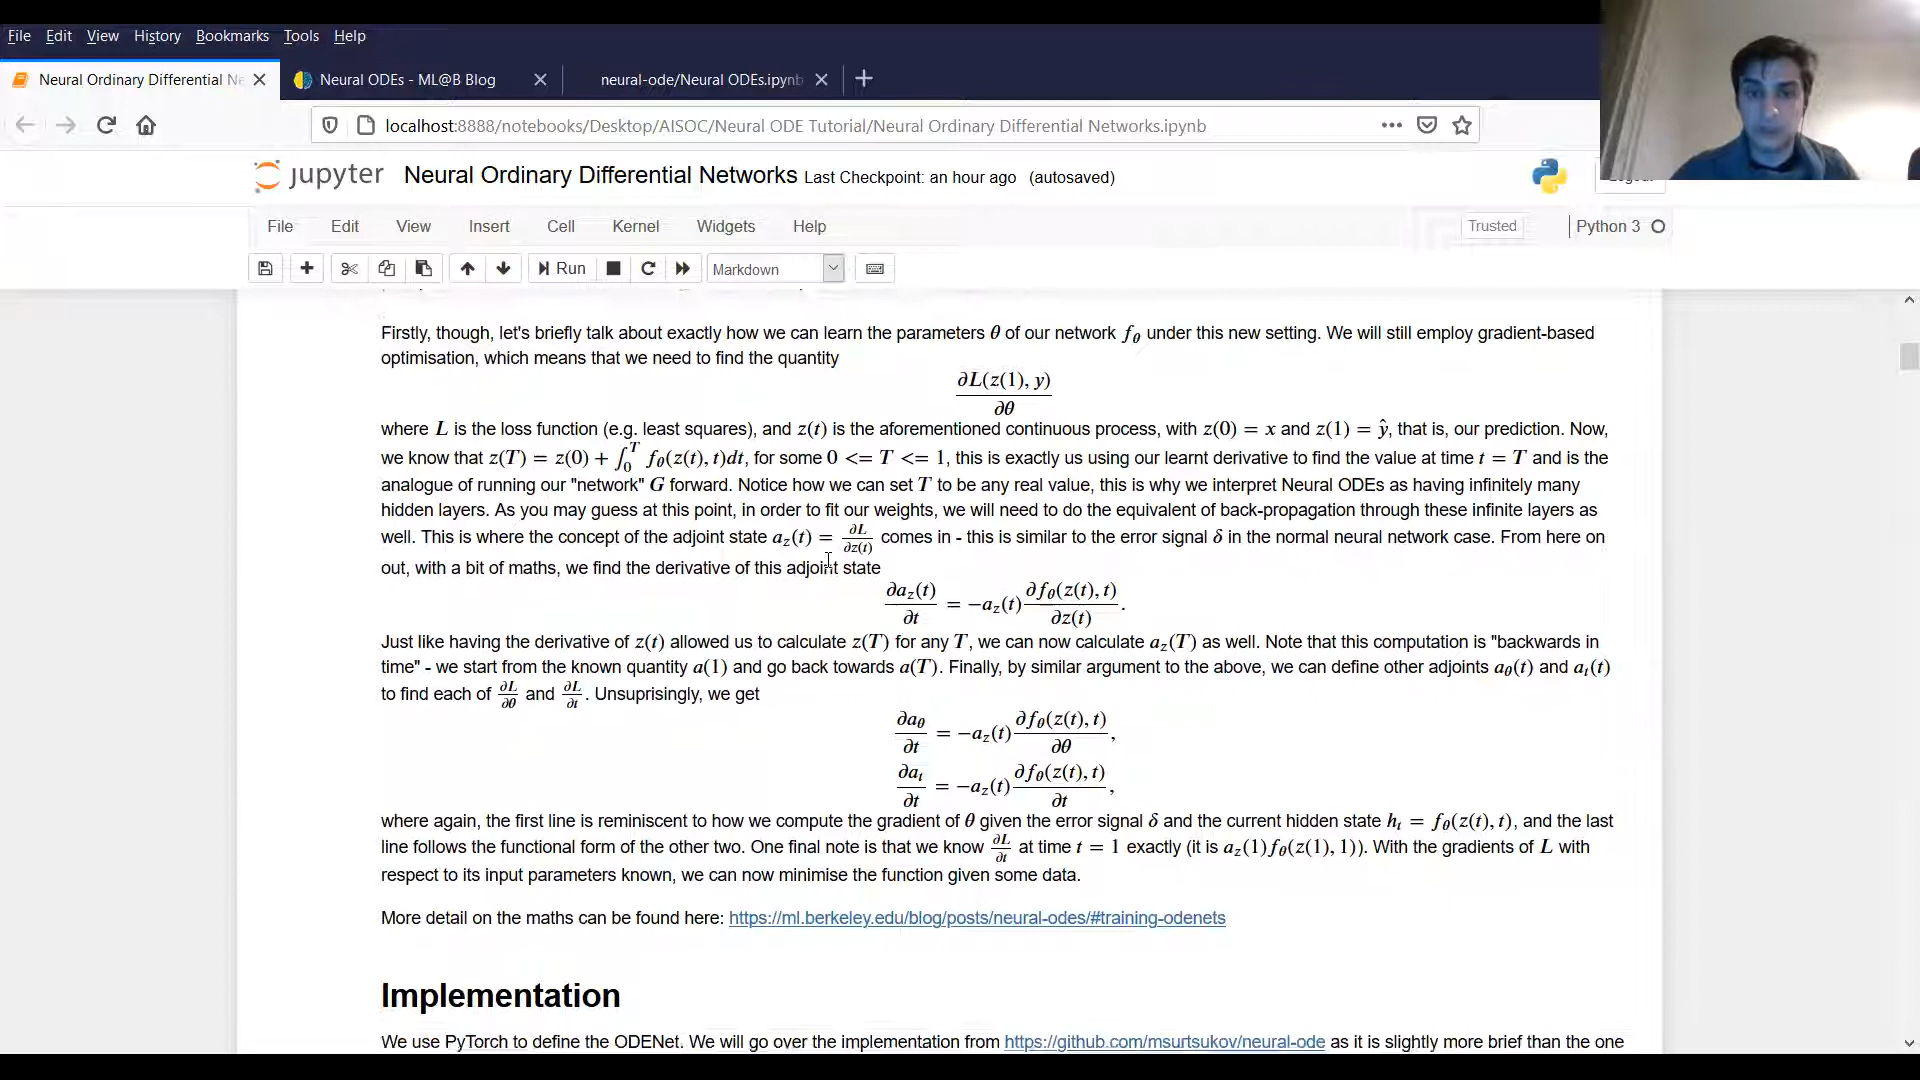 File Edit View History Bookmarks Tools Help
Neural Ordinary Differential Ne
Neural ODEs - ML@B Blog
neural-ode/Neural ODEs.ipynb
localhost:8888/notebooks/Desktop/AISOC/Neural ODE Tutorial/Neural Ordinary Differential Networks.ipynb
jupyter Neural Ordinary Differential Networks Last Checkpoint: an hour ago (autosaved)
File Edit View Insert Cell Kernel Widgets Help Trusted Python 3
Run Markdown
Firstly, though, let's briefly talk about exactly how we can learn the parameters θ of our network f_θ under this new setting. We will still employ gradient-based
optimisation, which means that we need to find the quantity
∂L(z(1), y)
∂θ
where L is the loss function (e.g. least squares), and z(t) is the aforementioned continuous process, with z(0) = x and z(1) = ŷ, that is, our prediction. Now,
we know that z(T) = z(0) + ∫_0^T f_θ(z(t), t)dt, for some 0 <= T <= 1, this is exactly us using our learnt derivative to find the value at time t = T and is the
analogue of running our "network" G forward. Notice how we can set T to be any real value, this is why we interpret Neural ODEs as having infinitely many
hidden layers. As you may guess at this point, in order to fit our weights, we will need to do the equivalent of back-propagation through these infinite layers as
well. This is where the concept of the adjoint state a_z(t) = ∂L/∂z(t) comes in - this is similar to the error signal δ in the normal neural network case. From here on
out, with a bit of maths, we find the derivative of this adjoint state
∂a_z(t)/∂t = −a_z(t) ∂f_θ(z(t), t)/∂z(t).
Just like having the derivative of z(t) allowed us to calculate z(T) for any T, we can now calculate a_z(T) as well. Note that this computation is "backwards in
time" - we start from the known quantity a(1) and go back towards a(T). Finally, by similar argument to the above, we can define other adjoints a_θ(t) and a_t(t)
to find each of ∂L/∂θ and ∂L/∂t. Unsuprisingly, we get
∂a_θ/∂t = −a_z(t) ∂f_θ(z(t), t)/∂θ,
∂a_t/∂t = −a_z(t) ∂f_θ(z(t), t)/∂t,
where again, the first line is reminiscent to how we compute the gradient of θ given the error signal δ and the current hidden state h_t = f_θ(z(t), t), and the last
line follows the functional form of the other two. One final note is that we know ∂L/∂t at time t = 1 exactly (it is a_z(1)f_θ(z(1), 1)). With the gradients of L with
respect to its input parameters known, we can now minimise the function given some data.
More detail on the maths can be found here: https://ml.berkeley.edu/blog/posts/neural-odes/#training-odenets
Implementation
We use PyTorch to define the ODENet. We will go over the implementation from https://github.com/msurtsukov/neural-ode as it is slightly more brief than the one